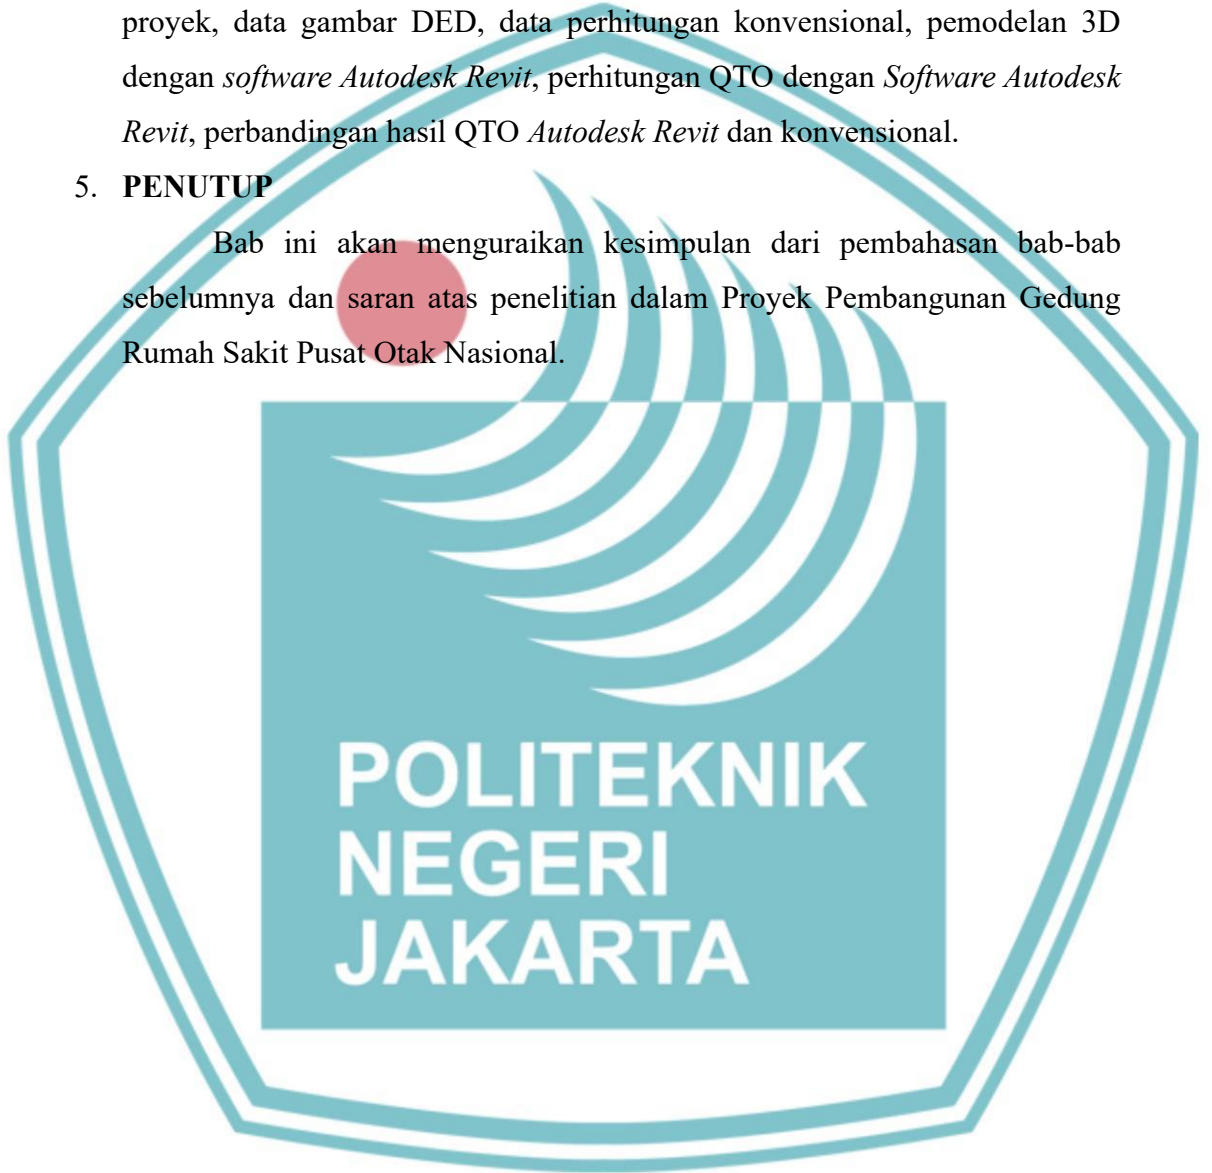 proyek, data gambar DED, data perhitungan konvensional, pemodelan 3D
dengan software Autodesk Revit, perhitungan QTO dengan Software Autodesk
Revit, perbandingan hasil QTO Autodesk Revit dan konvensional.
5. PENUTUP
Bab ini akan menguraikan kesimpulan dari pembahasan bab-bab
sebelumnya dan saran atas penelitian dalam Proyek Pembangunan Gedung
Rumah Sakit Pusat Otak Nasional.
POLITEKNIK
NEGERI
JAKARTA